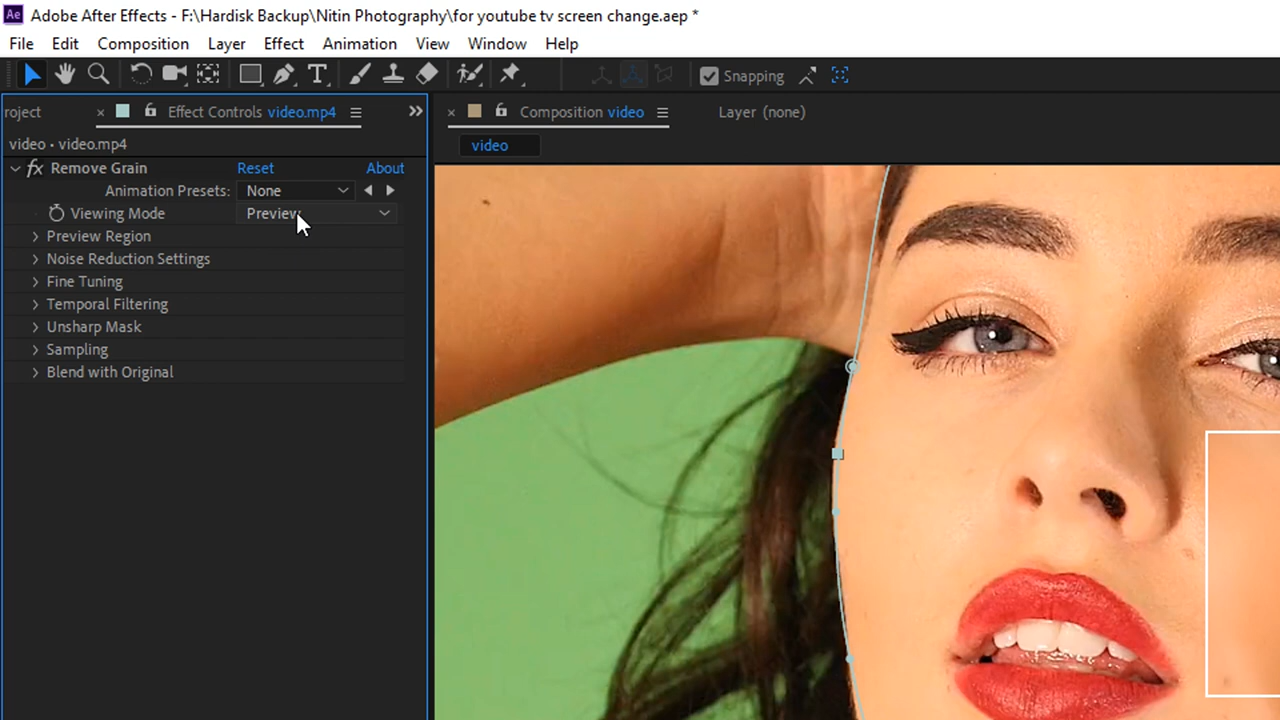 Ae Adobe After Effects - F:\Hardisk Backup\Nitin Photography\for youtube tv screen change.aep *
File Edit Composition Layer Effect Animation View Window Help
T Snapping
roject × Effect Controls video.mp4 × Composition video Layer (none)
video • video.mp4 video
fx Remove Grain Reset About
Animation Presets: None
Viewing Mode Preview
Preview Region
Noise Reduction Settings
Fine Tuning
Temporal Filtering
Unsharp Mask
Sampling
Blend with Original